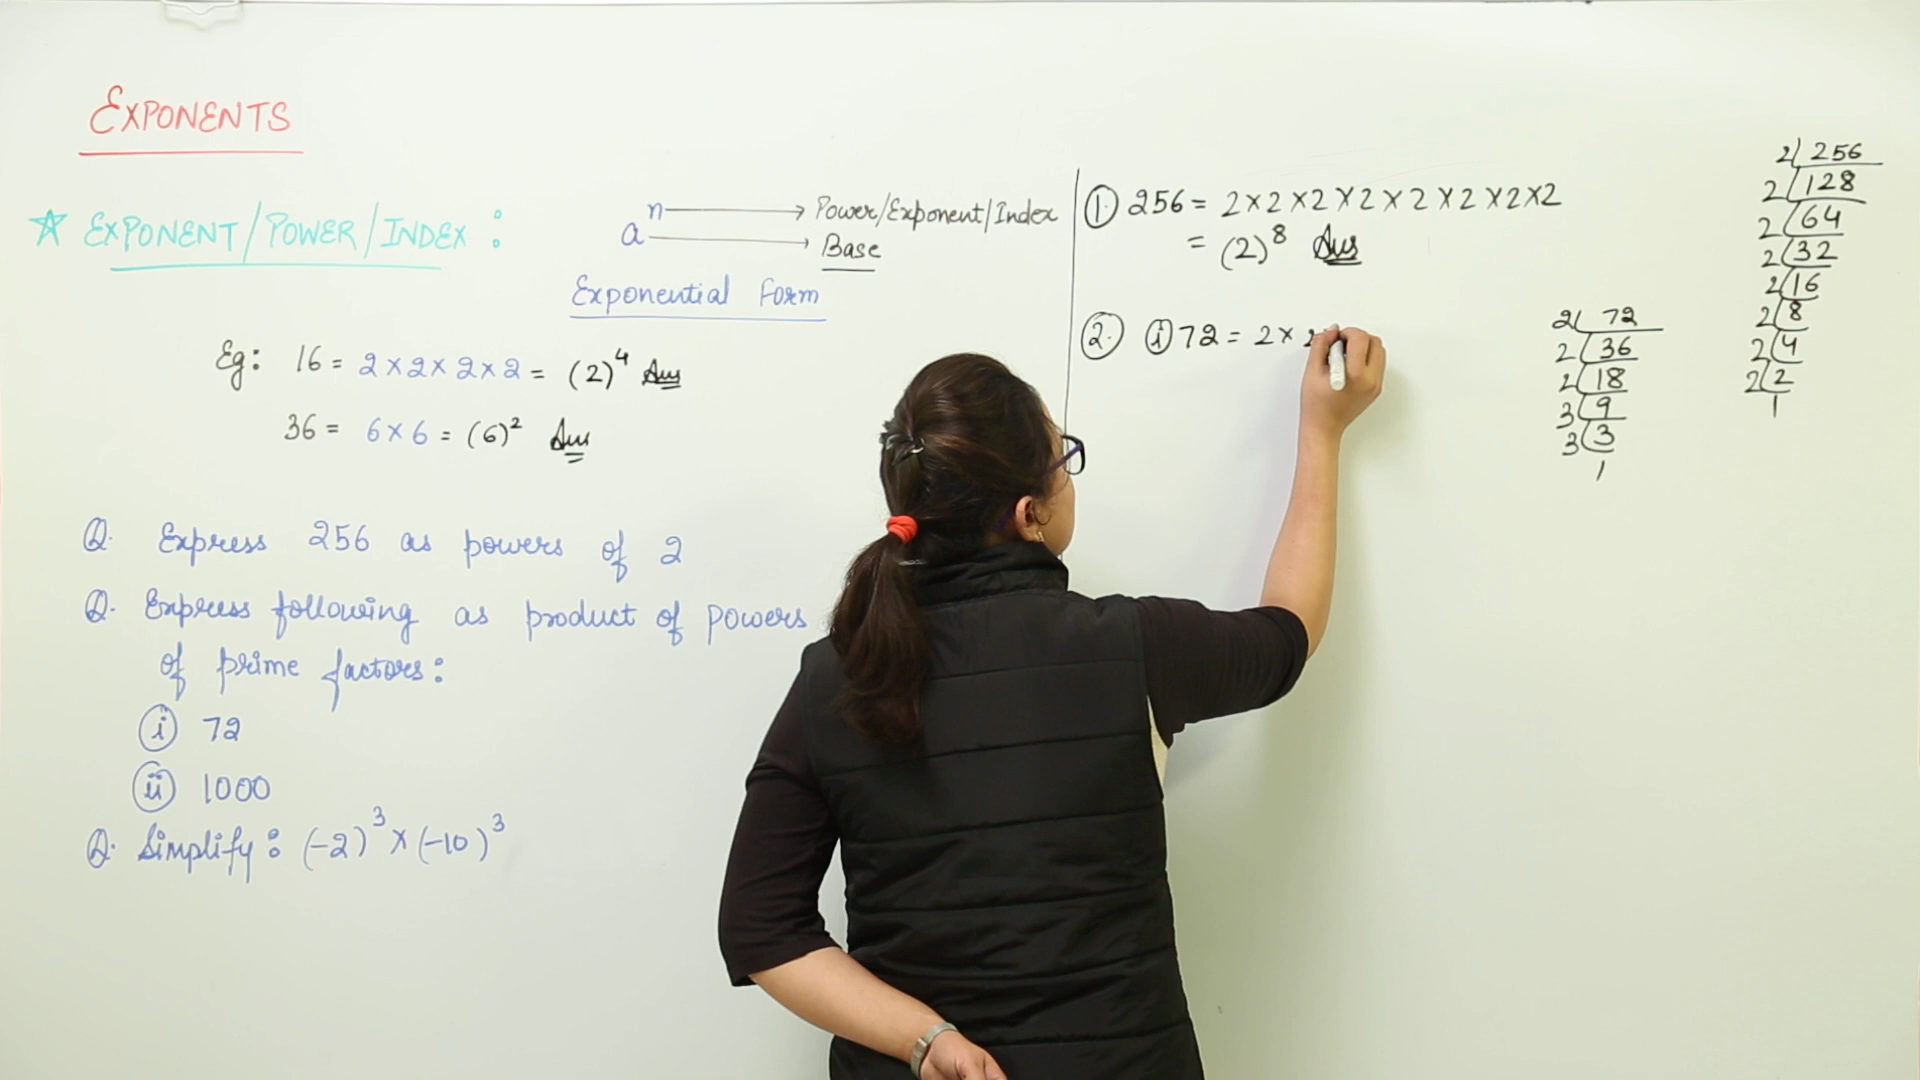 EXPONENTS
☆ EXPONENT/POWER/INDEX :
aⁿ → Power/Exponent/Index
→ Base
Exponential Form
Eg: 16 = 2×2×2×2 = (2)⁴ Ans
36 = 6×6 = (6)² Ans
Q. Express 256 as powers of 2
Q. Express following as product of powers
of prime factors:
(i) 72
(ii) 1000
Q. Simplify: (-2)³ × (-10)³
(1.) 256 = 2×2×2×2×2×2×2×2
= (2)⁸ Ans
(2.) (i) 72 = 2×2
2 72
2 36
2 18
3 9
3 3
1
2 256
2 128
2 64
2 32
2 16
2 8
2 4
2 2
1